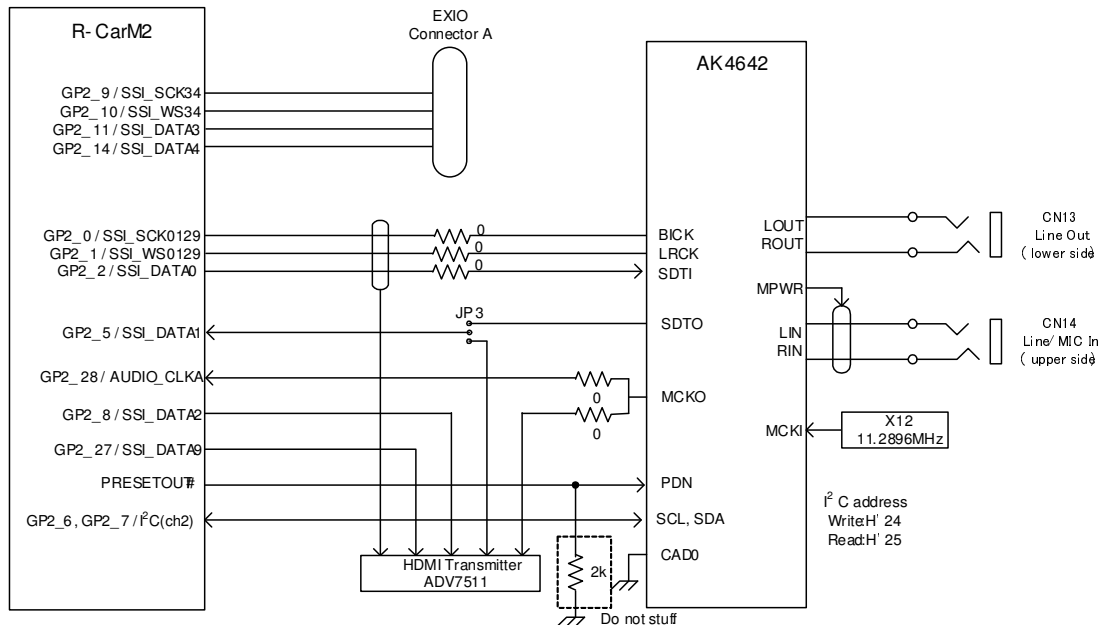 R-CarM2
EXIO
Connector A
AK4642
GP2_9/SSI_SCK34
GP2_10/SSI_WS34
GP2_11/SSI_DATA3
GP2_14/SSI_DATA4
GP2_0/SSI_SCK0129
GP2_1/SSI_WS0129
GP2_2/SSI_DATA0
0
0
0
BICK
LRCK
SDTI
JP3
GP2_5/SSI_DATA1
SDTO
GP2_28/AUDIO_CLKA
0
MCKO
GP2_8/SSI_DATA2
0
GP2_27/SSI_DATA9
PRESETOUT#
PDN
GP2_6, GP2_7/I²C(ch2)
SCL, SDA
HDMI Transmitter
ADV7511
2k
Do not stuff
CAD0
LOUT
ROUT
CN13
Line Out
(lower side)
MPWR
LIN
RIN
CN14
Line/MIC In
(upper side)
MCKI
X12
11.2896MHz
I² C address
Write:H' 24
Read:H' 25